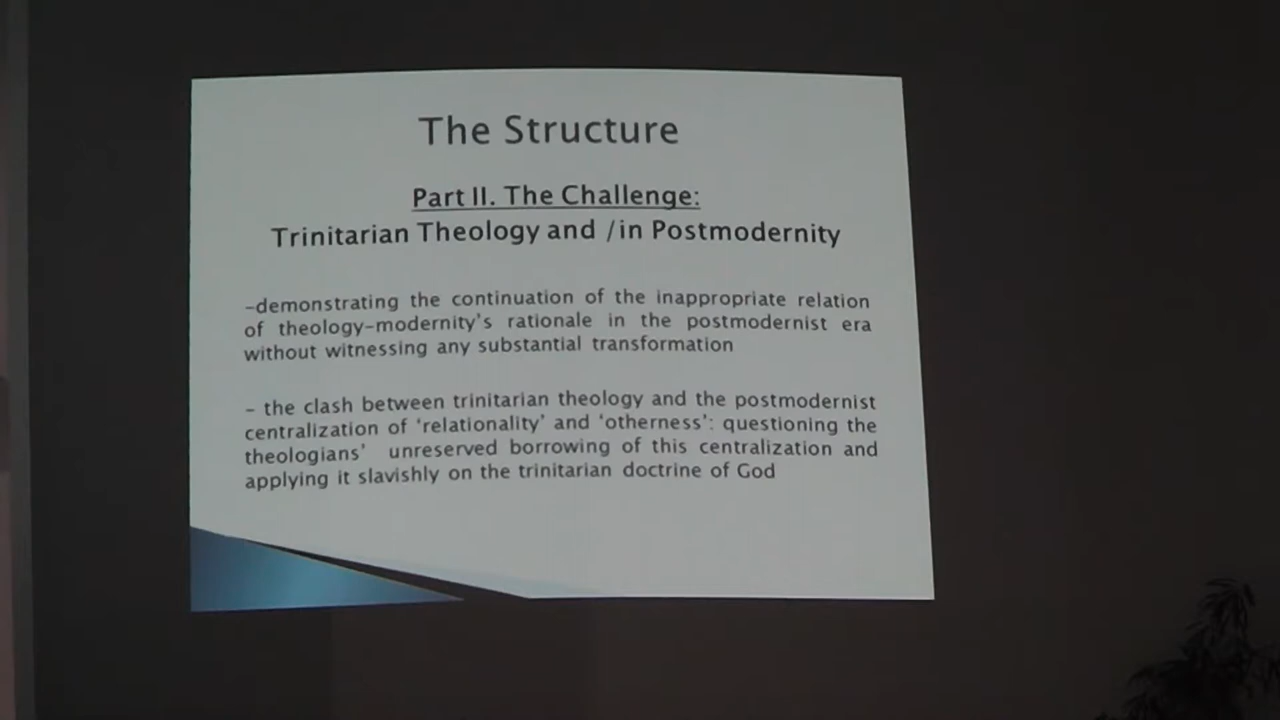 The Structure
Part II. The Challenge:
Trinitarian Theology and /in Postmodernity
-demonstrating the continuation of the inappropriate relation
of theology-modernity's rationale in the postmodernist era
without witnessing any substantial transformation
- the clash between trinitarian theology and the postmodernist
centralization of 'relationality' and 'otherness': questioning the
theologians' unreserved borrowing of this centralization and
applying it slavishly on the trinitarian doctrine of God